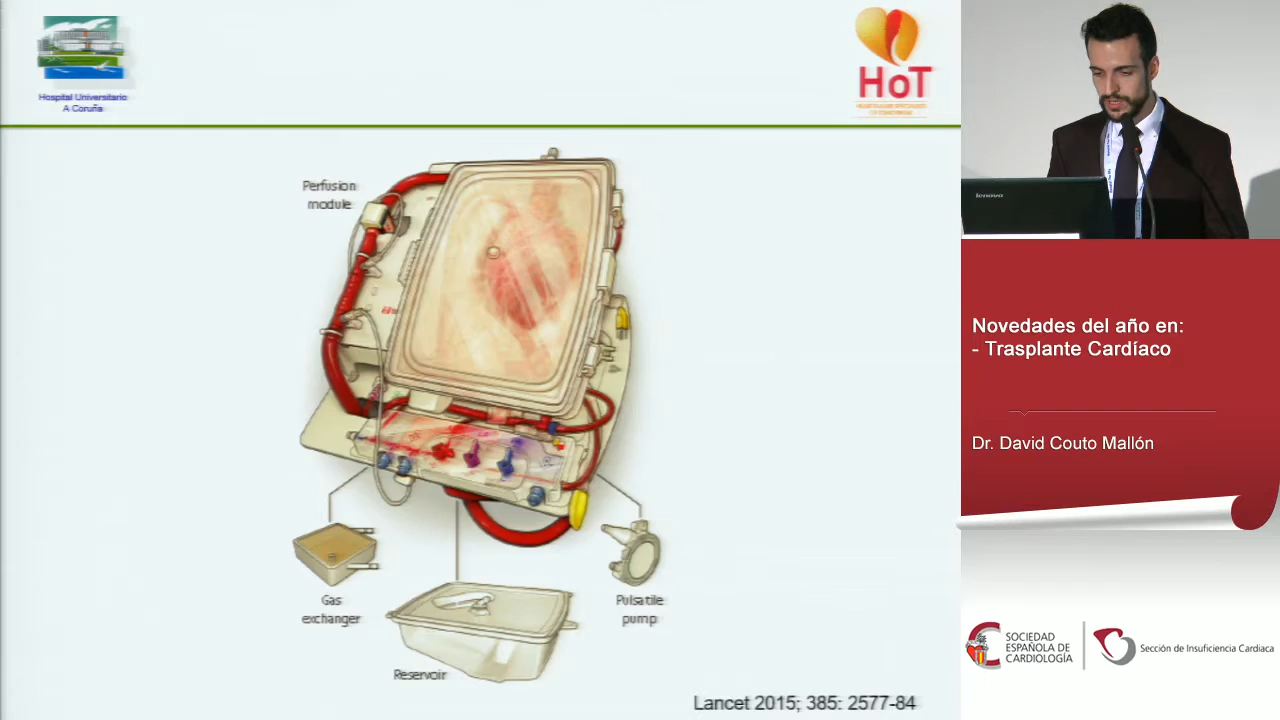 Hospital Universitario
A Coruña
HoT
Perfusion
module
Gas
exchanger
Reservoir
Pulsatile
pump
Lancet 2015; 385: 2577-84
lenovo
Novedades del año en:
- Trasplante Cardíaco
Dr. David Couto Mallón
SOCIEDAD
ESPAÑOLA DE
CARDIOLOGÍA
Sección de Insuficiencia Cardiaca